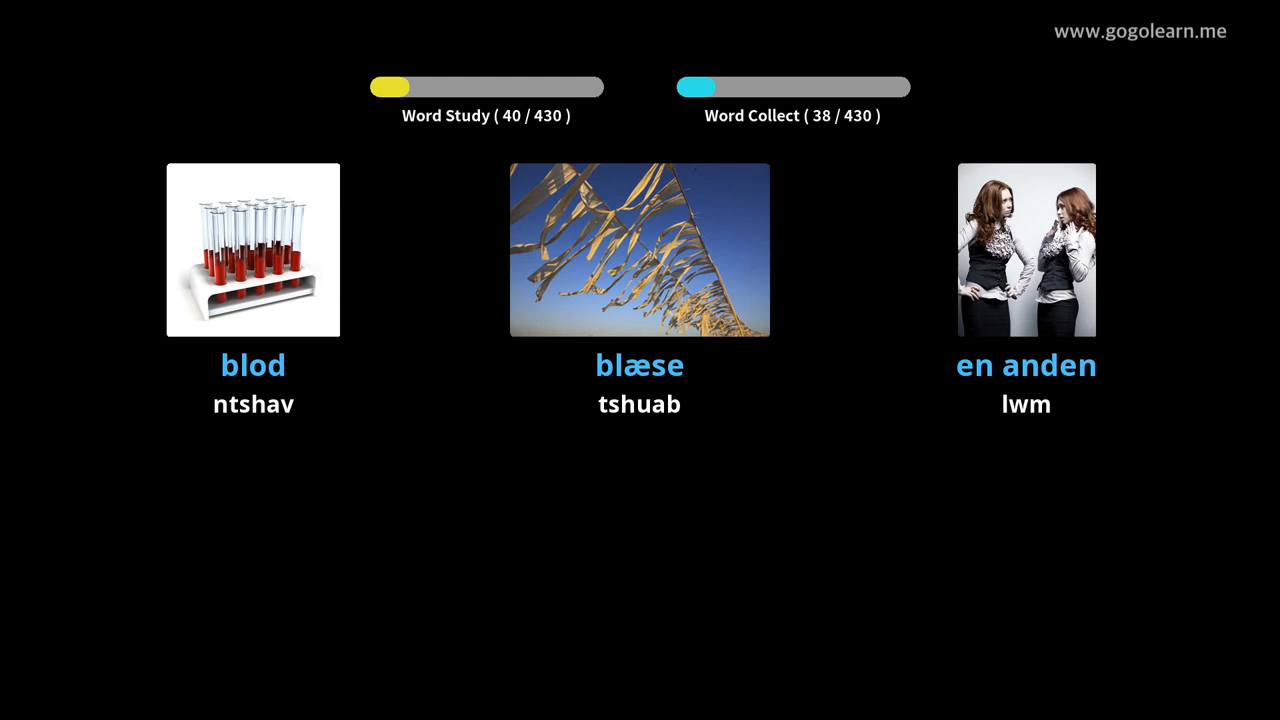 www.gogolearn.me
Word Study ( 40 / 430 )
Word Collect ( 38 / 430 )
blod
blæse
en anden
ntshav
tshuab
lwm